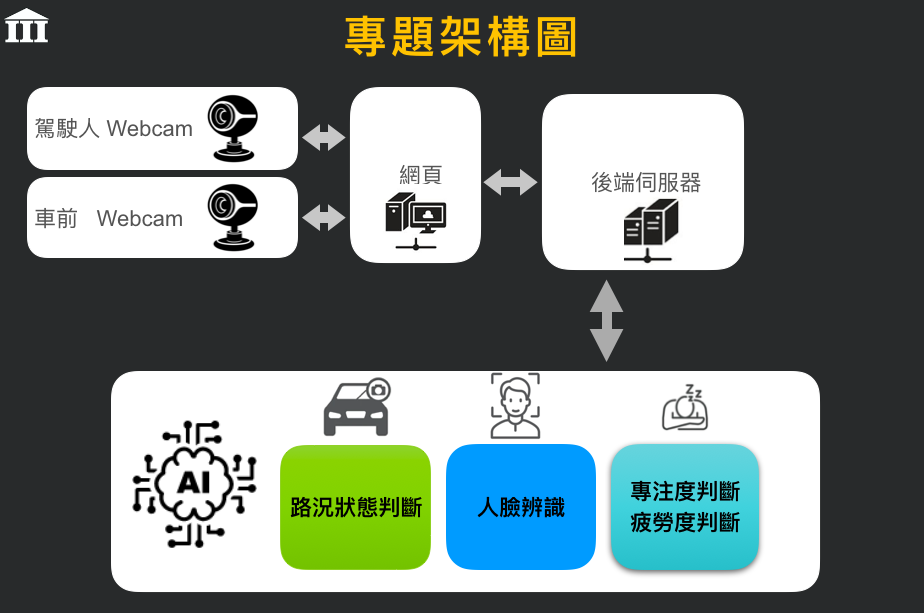 專題架構圖
駕駛人 Webcam
車前 Webcam
網頁
後端伺服器
AI
路況狀態判斷
人臉辨識
Zzz
專注度判斷
疲勞度判斷